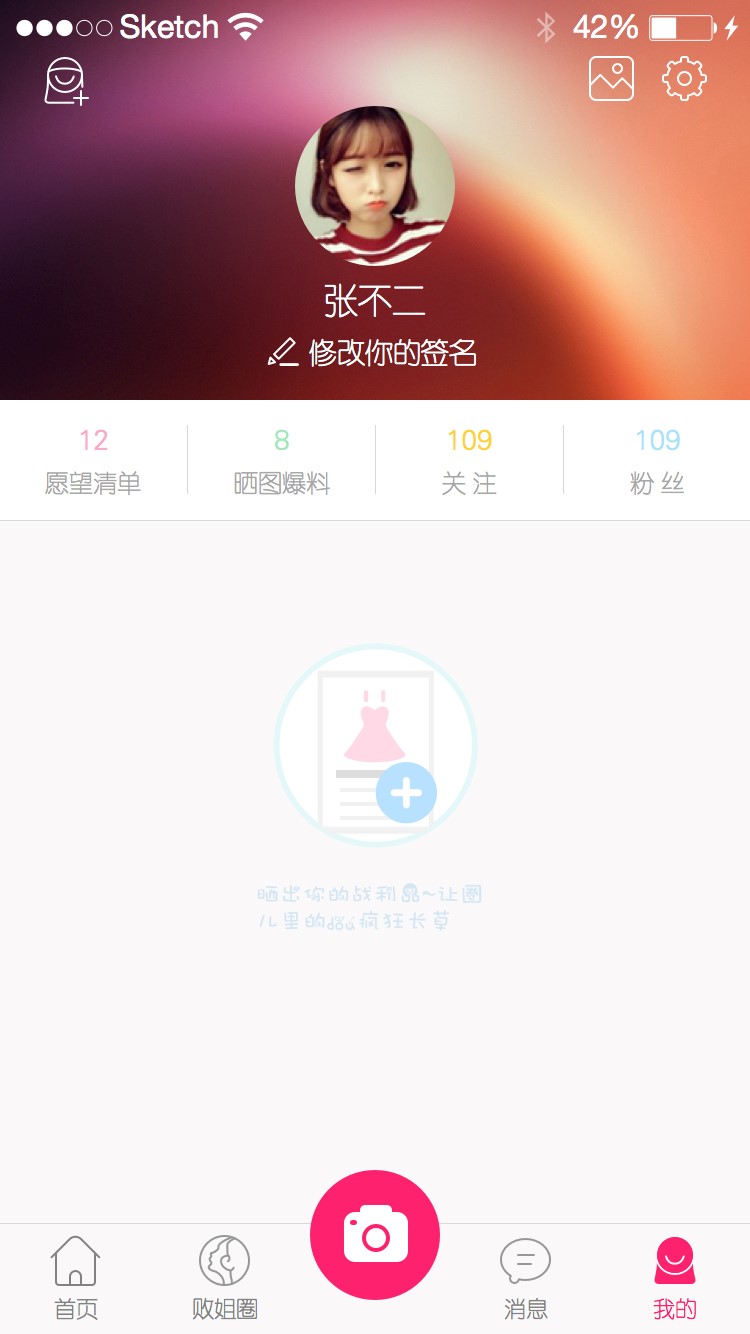 Sketch 42%
张不二
修改你的签名
12 8 109 109
愿望清单 晒图爆料 关注 粉丝
晒出你的战利品~让圈
儿里的 疯狂长草
首页 败姐圈 消息 我的